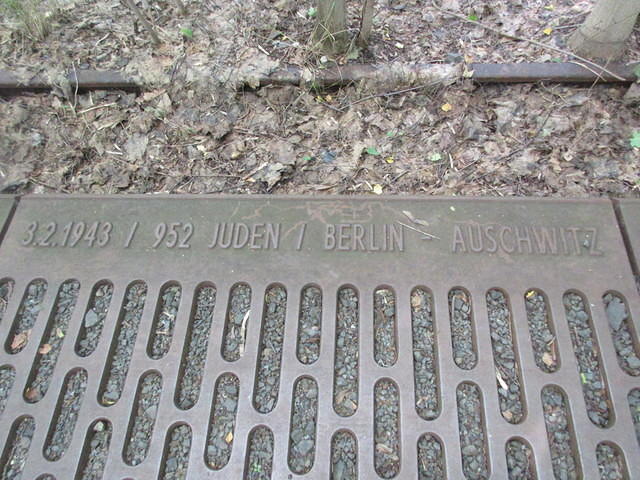 3.2.1943 / 952 JUDEN / BERLIN - AUSCHWITZ